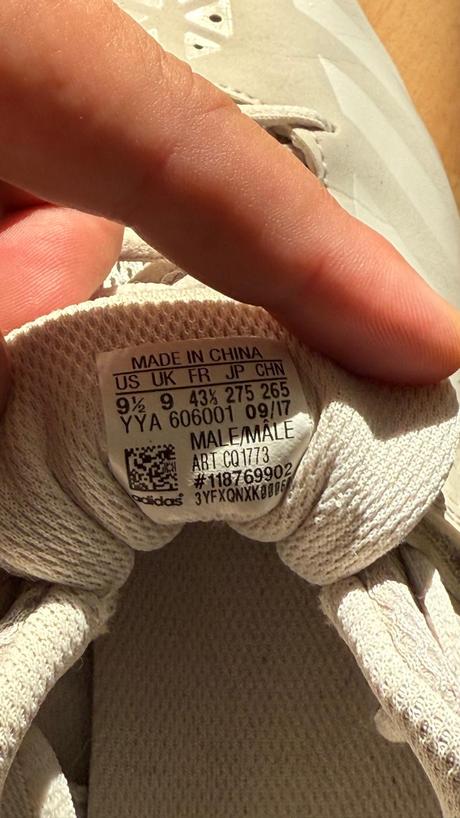 MADE IN CHINA
US UK FR JP CHN
9½ 9 43⅓ 275 265
YYA 606001 09/17
MALE/MÂLE
ART CQ1773
#118769902
adidas